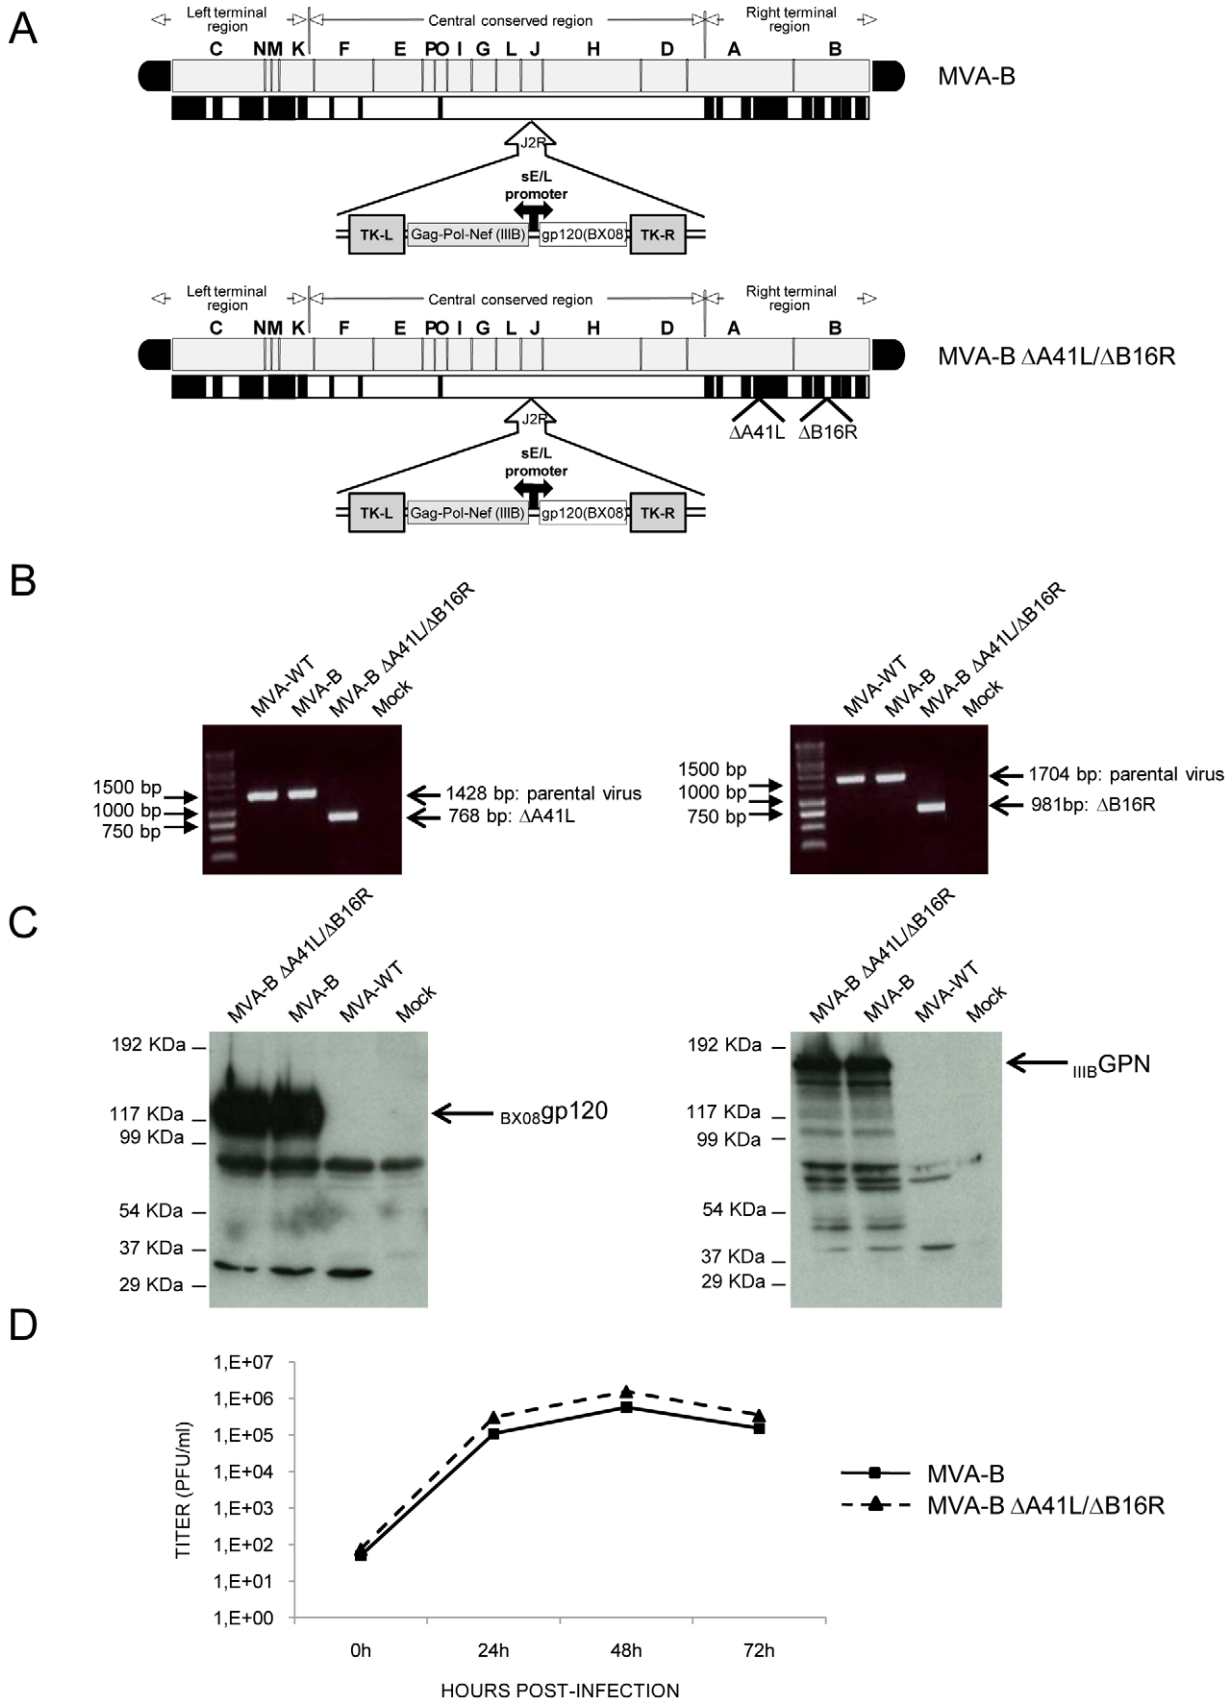 A
Left terminal region
Central conserved region
Right terminal region
C N M K F E P O I G L J H D A B
MVA-B
J2R
sE/L promoter
TK-L Gag-Pol-Nef (IIIB) gp120(BX08) TK-R
Left terminal region
Central conserved region
Right terminal region
C N M K F E P O I G L J H D A B
MVA-B ΔA41L/ΔB16R
J2R
ΔA41L ΔB16R
sE/L promoter
TK-L Gag-Pol-Nef (IIIB) gp120(BX08) TK-R
B
MVA-WT
MVA-B
MVA-B ΔA41L/ΔB16R
Mock
1500 bp
1000 bp
750 bp
1428 bp: parental virus
768 bp: ΔA41L
MVA-WT
MVA-B
MVA-B ΔA41L/ΔB16R
Mock
1500 bp
1000 bp
750 bp
1704 bp: parental virus
981bp: ΔB16R
C
MVA-B ΔA41L/ΔB16R
MVA-B
MVA-WT
Mock
192 KDa
117 KDa
99 KDa
54 KDa
37 KDa
29 KDa
BX08gp120
MVA-B ΔA41L/ΔB16R
MVA-B
MVA-WT
Mock
192 KDa
117 KDa
99 KDa
54 KDa
37 KDa
29 KDa
IIIBGPN
D
TITER (PFU/ml)
1,E+07
1,E+06
1,E+05
1,E+04
1,E+03
1,E+02
1,E+01
1,E+00
0h 24h 48h 72h
HOURS POST-INFECTION
MVA-B
MVA-B ΔA41L/ΔB16R